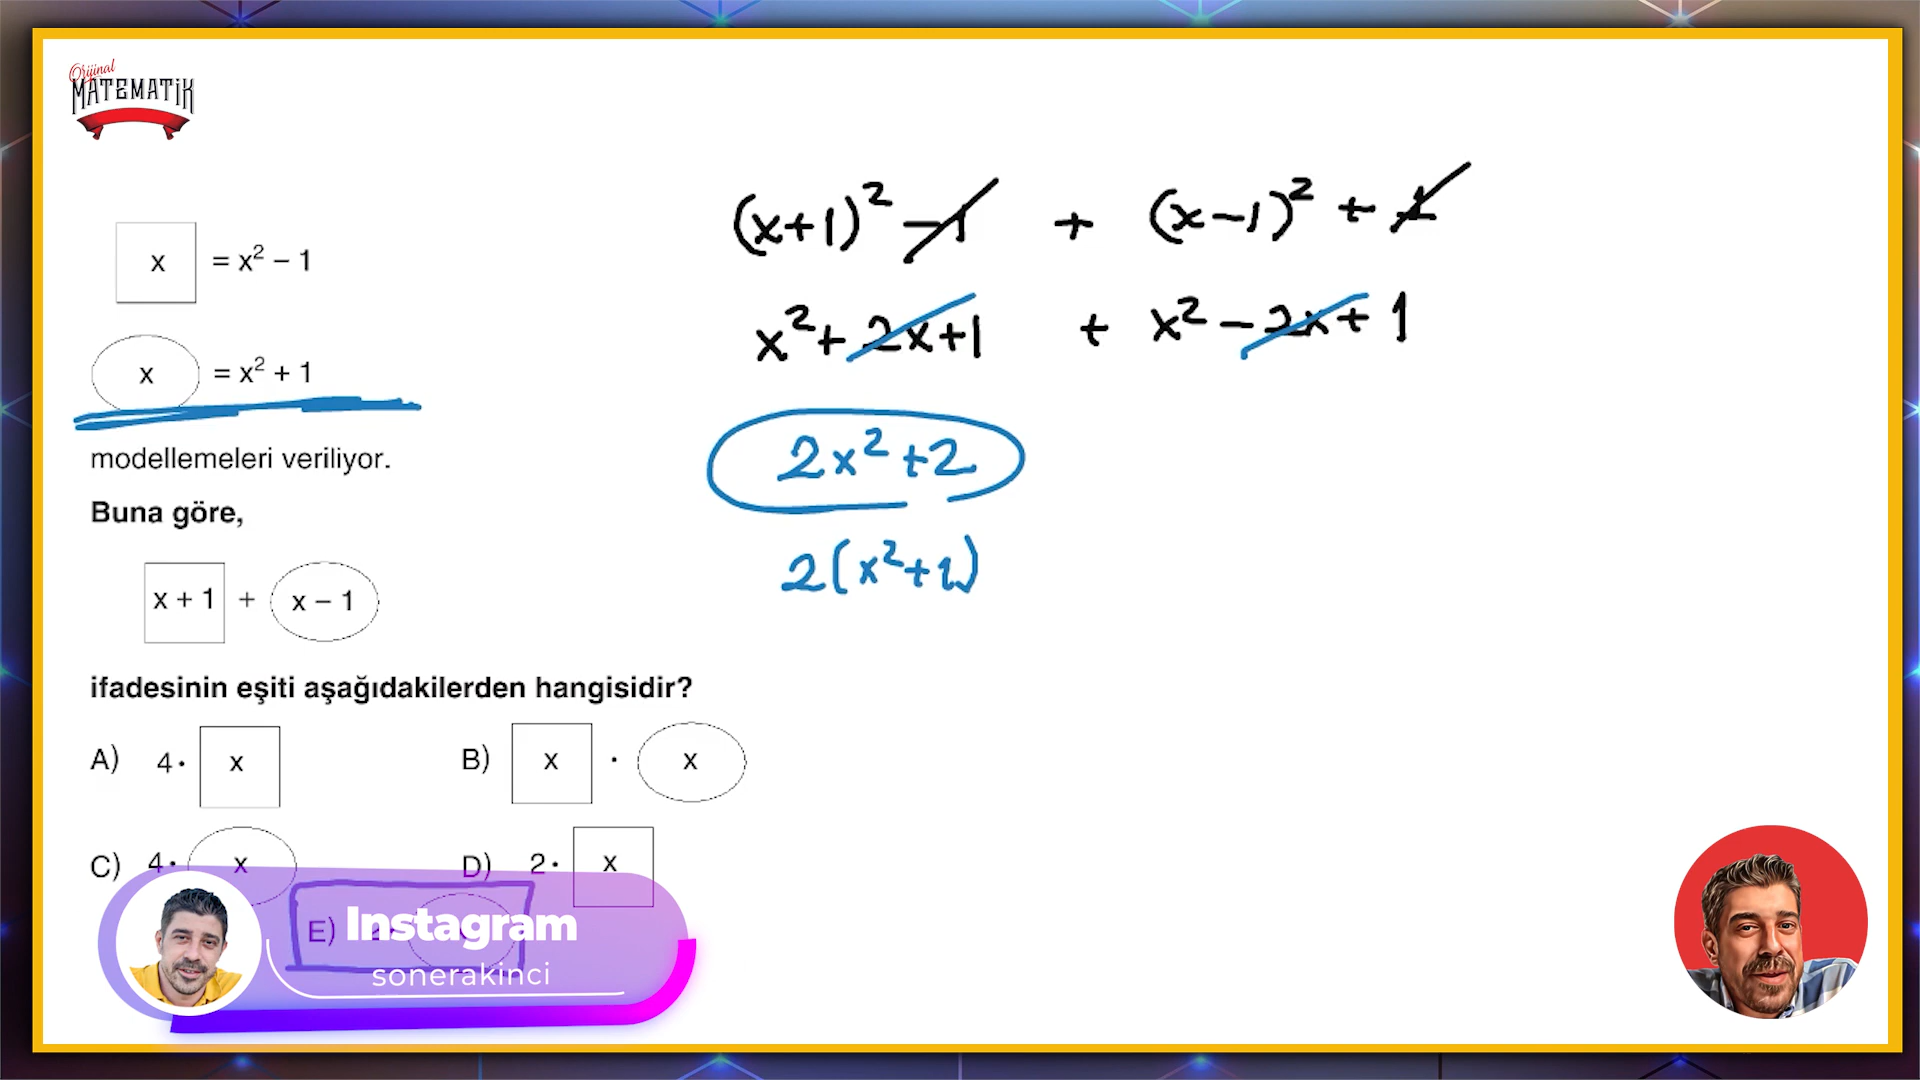 Orijinal
MATEMATİK
x = x² − 1
x = x² + 1
modellemeleri veriliyor.
Buna göre,
x + 1 + x − 1
ifadesinin eşiti aşağıdakilerden hangisidir?
A) 4 · x
B) x · x
C) 4 · x
D) 2 · x
E)
(x+1)² −1 + (x−1)² + 1
x² + 2x+1 + x² − 2x + 1
2x² +2
2(x²+1)
Instagram
sonerakinci